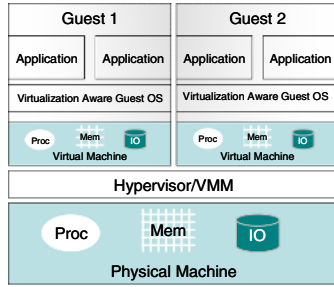 Guest 1
Guest 2
Application
Application
Application
Application
Virtualization Aware Guest OS
Virtualization Aware Guest OS
Proc
Mem
IO
Proc
Mem
IO
Virtual Machine
Virtual Machine
Hypervisor/VMM
Proc
Mem
IO
Physical Machine